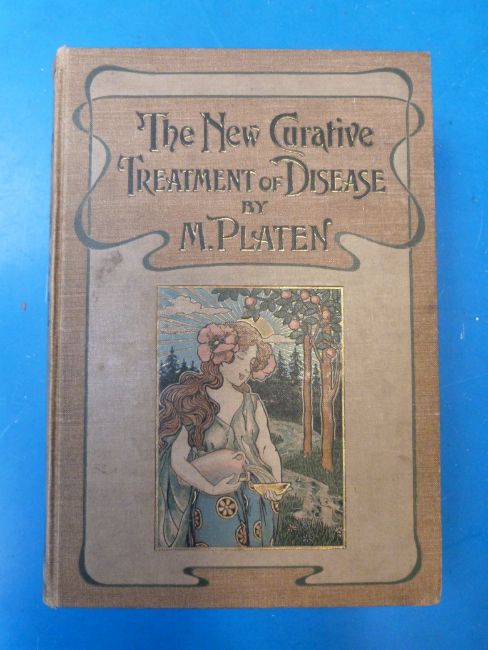 The New Curative
TREATMENT OF DISEASE
BY
M. PLATEN